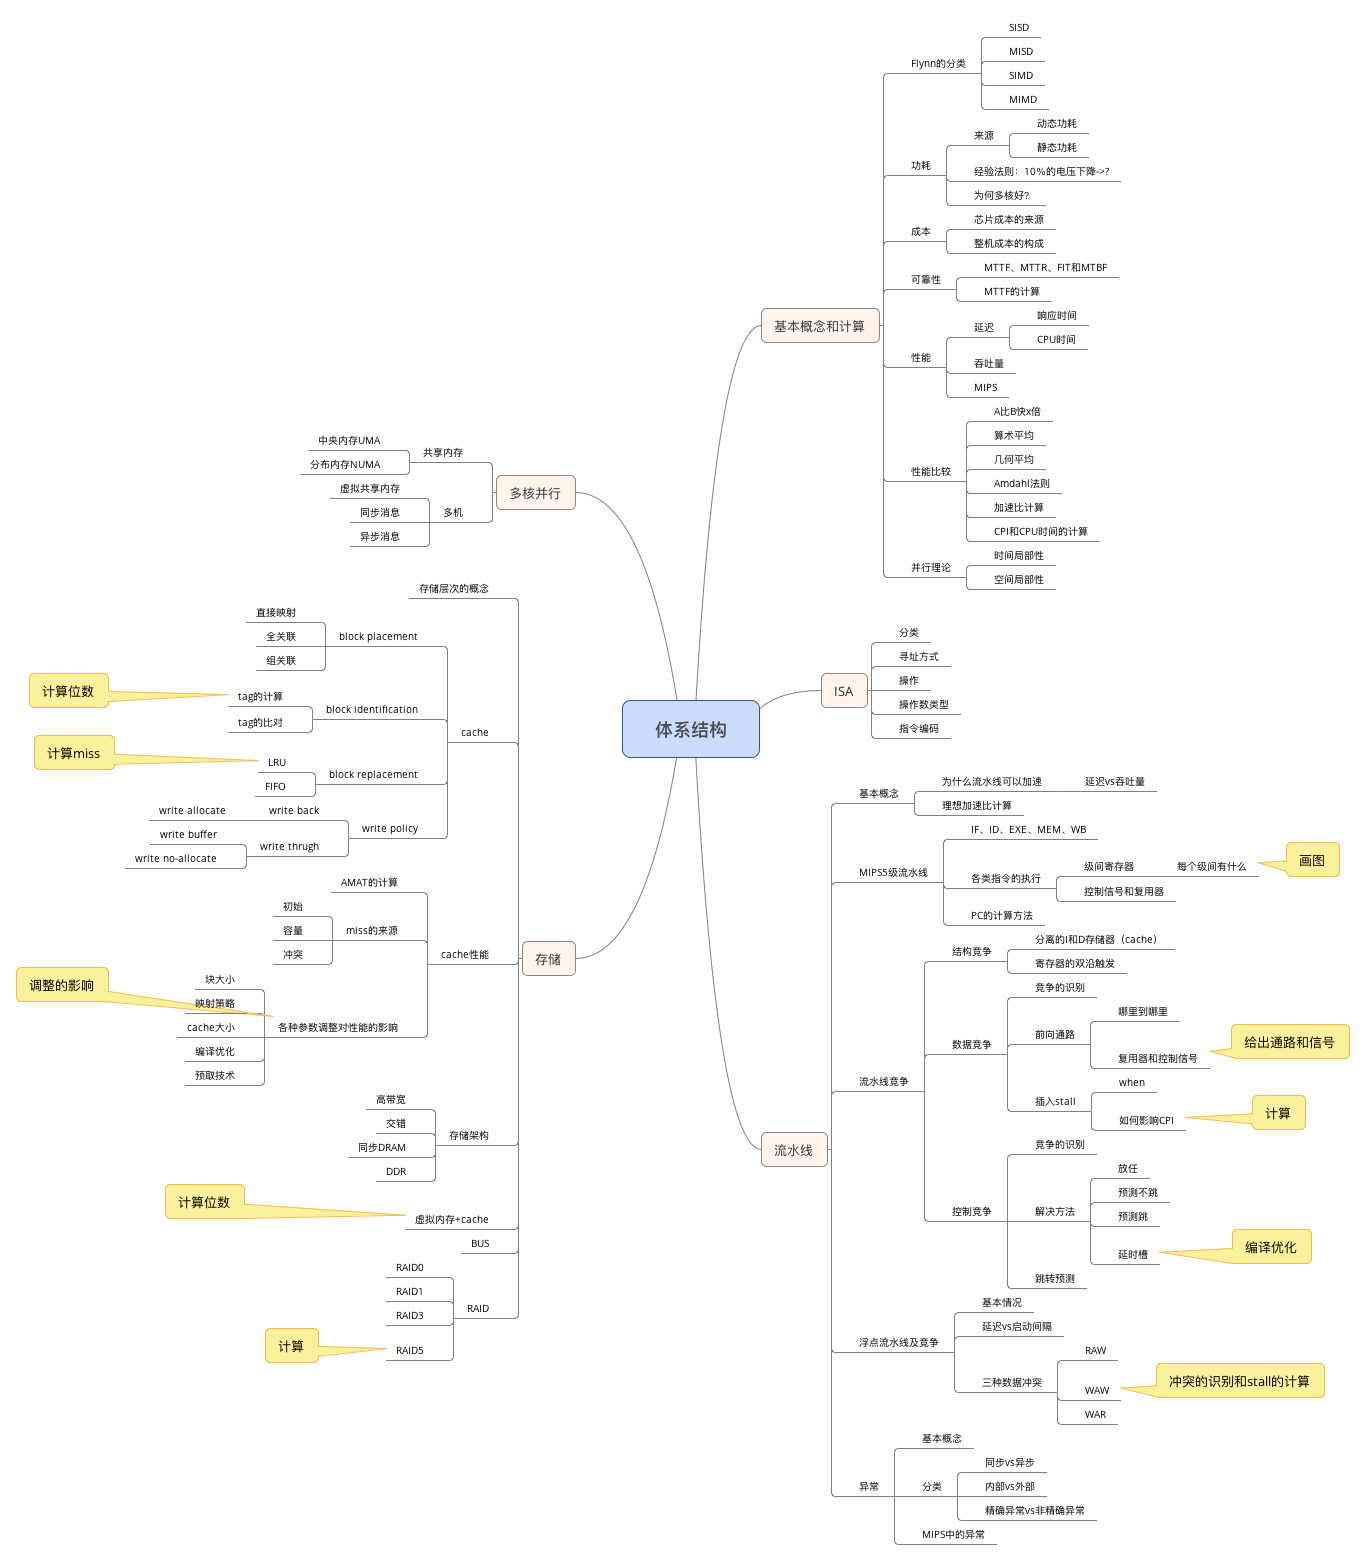 体系结构
基本概念和计算
Flynn的分类
SISD
MISD
SIMD
MIMD
功耗
来源
动态功耗
静态功耗
经验法则：10%的电压下降->?
为何多核好?
成本
芯片成本的来源
整机成本的构成
可靠性
MTTF、MTTR、FIT和MTBF
MTTF的计算
性能
延迟
响应时间
CPU时间
吞吐量
MIPS
性能比较
A比B快x倍
算术平均
几何平均
Amdahl法则
加速比计算
CPI和CPU时间的计算
并行理论
时间局部性
空间局部性
ISA
分类
寻址方式
操作
操作数类型
指令编码
流水线
基本概念
为什么流水线可以加速
延迟vs吞吐量
理想加速比计算
MIPS5级流水线
IF、ID、EXE、MEM、WB
各类指令的执行
级间寄存器
每个级间有什么
画图
控制信号和复用器
PC的计算方法
流水线竞争
结构竞争
分离的I和D存储器（cache）
寄存器的双沿触发
数据竞争
竞争的识别
前向通路
哪里到哪里
复用器和控制信号
给出通路和信号
插入stall
when
如何影响CPI
计算
控制竞争
竞争的识别
解决方法
放任
预测不跳
预测跳
延时槽
编译优化
跳转预测
浮点流水线及竞争
基本情况
延迟vs启动间隔
三种数据冲突
RAW
WAW
冲突的识别和stall的计算
WAR
异常
基本概念
分类
同步vs异步
内部vs外部
精确异常vs非精确异常
MIPS中的异常
多核并行
共享内存
中央内存UMA
分布内存NUMA
多机
虚拟共享内存
同步消息
异步消息
存储
存储层次的概念
cache
block placement
直接映射
全关联
组关联
block identification
tag的计算
计算位数
tag的比对
block replacement
LRU
计算miss
FIFO
write policy
write back
write allocate
write thrugh
write buffer
write no-allocate
cache性能
AMAT的计算
miss的来源
初始
容量
冲突
各种参数调整对性能的影响
调整的影响
块大小
映射策略
cache大小
编译优化
预取技术
存储架构
高带宽
交错
同步DRAM
DDR
虚拟内存+cache
计算位数
BUS
RAID
RAID0
RAID1
RAID3
RAID5
计算